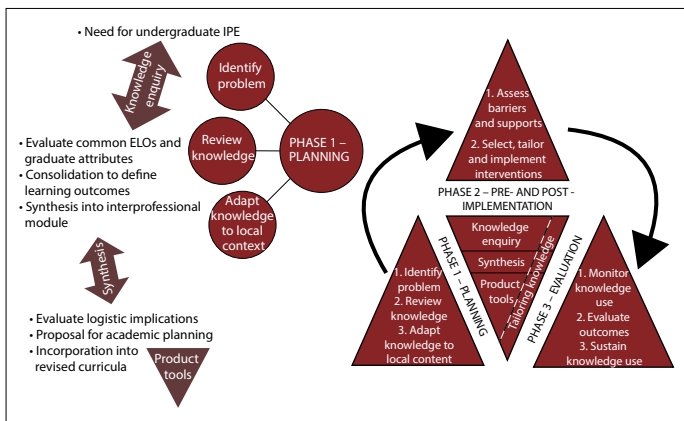 • Need for undergraduate IPE
Knowledge
enquiry
• Evaluate common ELOs and
graduate attributes
• Consolidation to define
learning outcomes
• Synthesis into interprofessional
module
Synthesis
• Evaluate logistic implications
• Proposal for academic planning
• Incorporation into
revised curricula
Product
tools
Identify
problem
Review
knowledge
Adapt
knowledge
to local
context
PHASE 1 –
PLANNING
1. Assess
barriers
and supports
2. Select, tailor
and implement
interventions
PHASE 2 – PRE- AND POST -
IMPLEMENTATION
Knowledge
enquiry
Synthesis
Product
tools
Tailoring knowledge
PHASE 1 – PLANNING
PHASE 3 – EVALUATION
1. Identify
problem
2. Review
knowledge
3. Adapt
knowledge to
local content
1. Monitor
knowledge
use
2. Evaluate
outcomes
3. Sustain
knowledge use